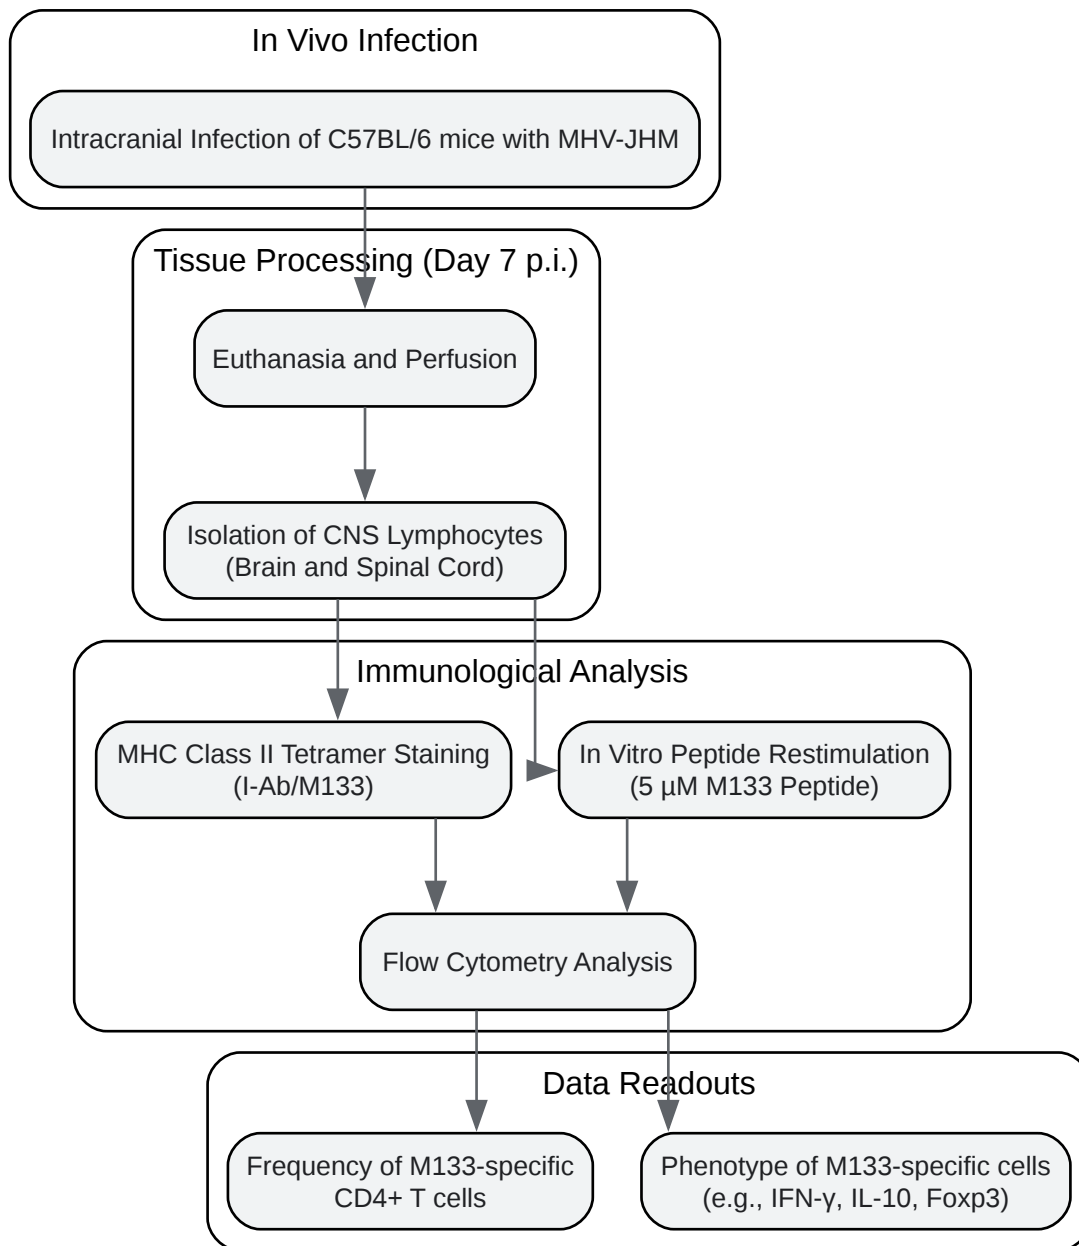 In Vivo Infection
Intracranial Infection of C57BL/6 mice with MHV-JHM
Tissue Processing (Day 7 p.i.)
Euthanasia and Perfusion
Isolation of CNS Lymphocytes
(Brain and Spinal Cord)
Immunological Analysis
MHC Class II Tetramer Staining
(I-Ab/M133)
In Vitro Peptide Restimulation
(5 µM M133 Peptide)
Flow Cytometry Analysis
Data Readouts
Frequency of M133-specific
CD4+ T cells
Phenotype of M133-specific cells
(e.g., IFN-γ, IL-10, Foxp3)